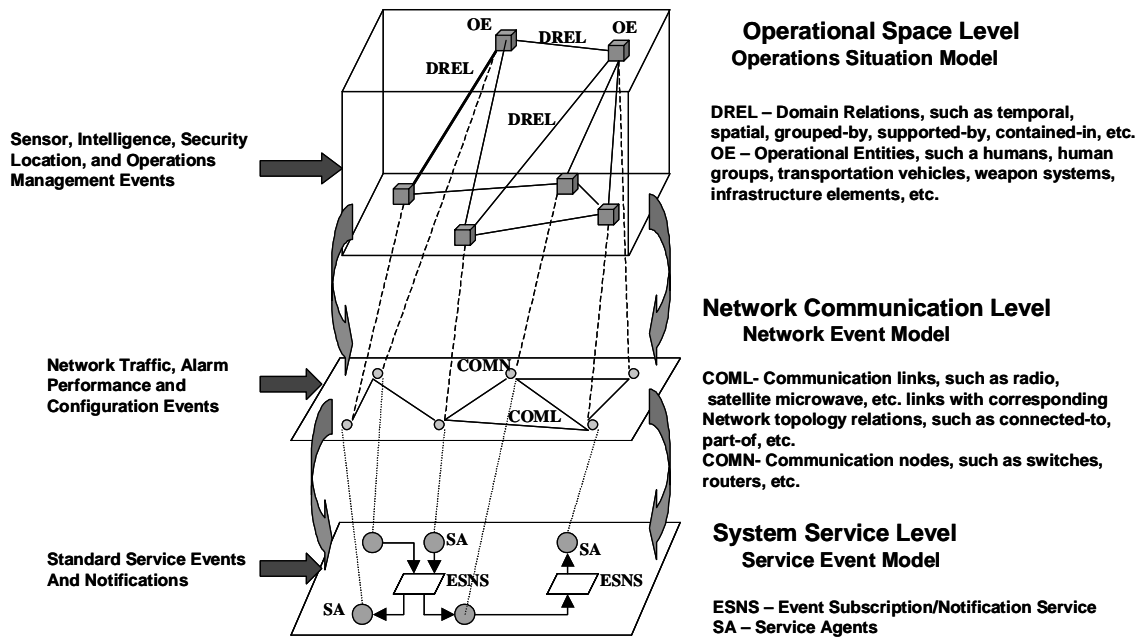 OE
DREL
OE
DREL
DREL
Operational Space Level
Operations Situation Model
DREL – Domain Relations, such as temporal,
spatial, grouped-by, supported-by, contained-in, etc.
OE – Operational Entities, such a humans, human
groups, transportation vehicles, weapon systems,
infrastructure elements, etc.
Sensor, Intelligence, Security
Location, and Operations
Management Events
Network Communication Level
Network Event Model
Network Traffic, Alarm
Performance and
Configuration Events
COMN
COML
COML- Communication links, such as radio,
satellite microwave, etc. links with corresponding
Network topology relations, such as connected-to,
part-of, etc.
COMN- Communication nodes, such as switches,
routers, etc.
System Service Level
Service Event Model
Standard Service Events
And Notifications
SA
SA
ESNS
ESNS
SA
ESNS – Event Subscription/Notification Service
SA – Service Agents